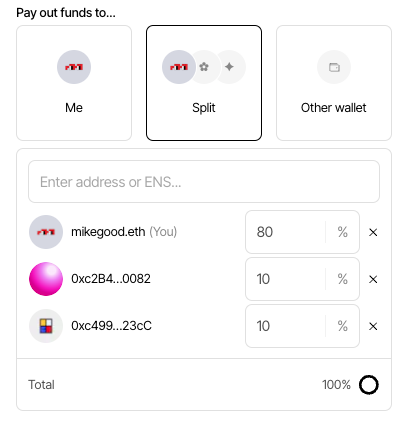 Pay out funds to...
Me
Split
Other wallet
Enter address or ENS...
mikegood.eth (You) 80 %
0xc2B4...0082 10 %
0xc499...23cC 10 %
Total 100%